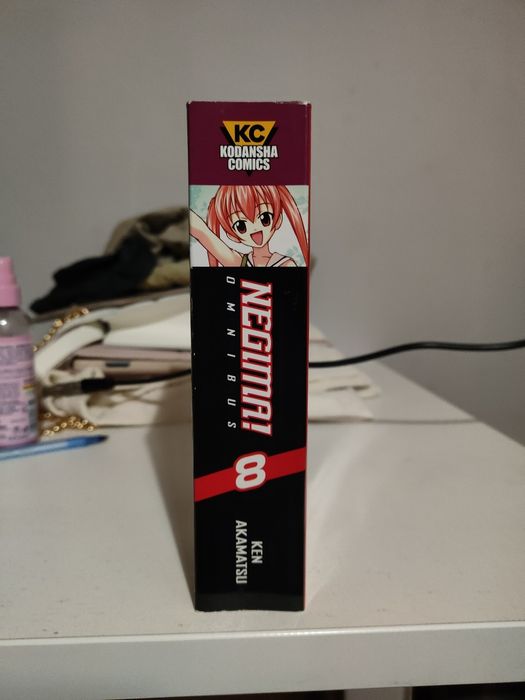 KC
KODANSHA
COMICS
NEGIMA!
OMNIBUS
8
KEN
AKAMATSU